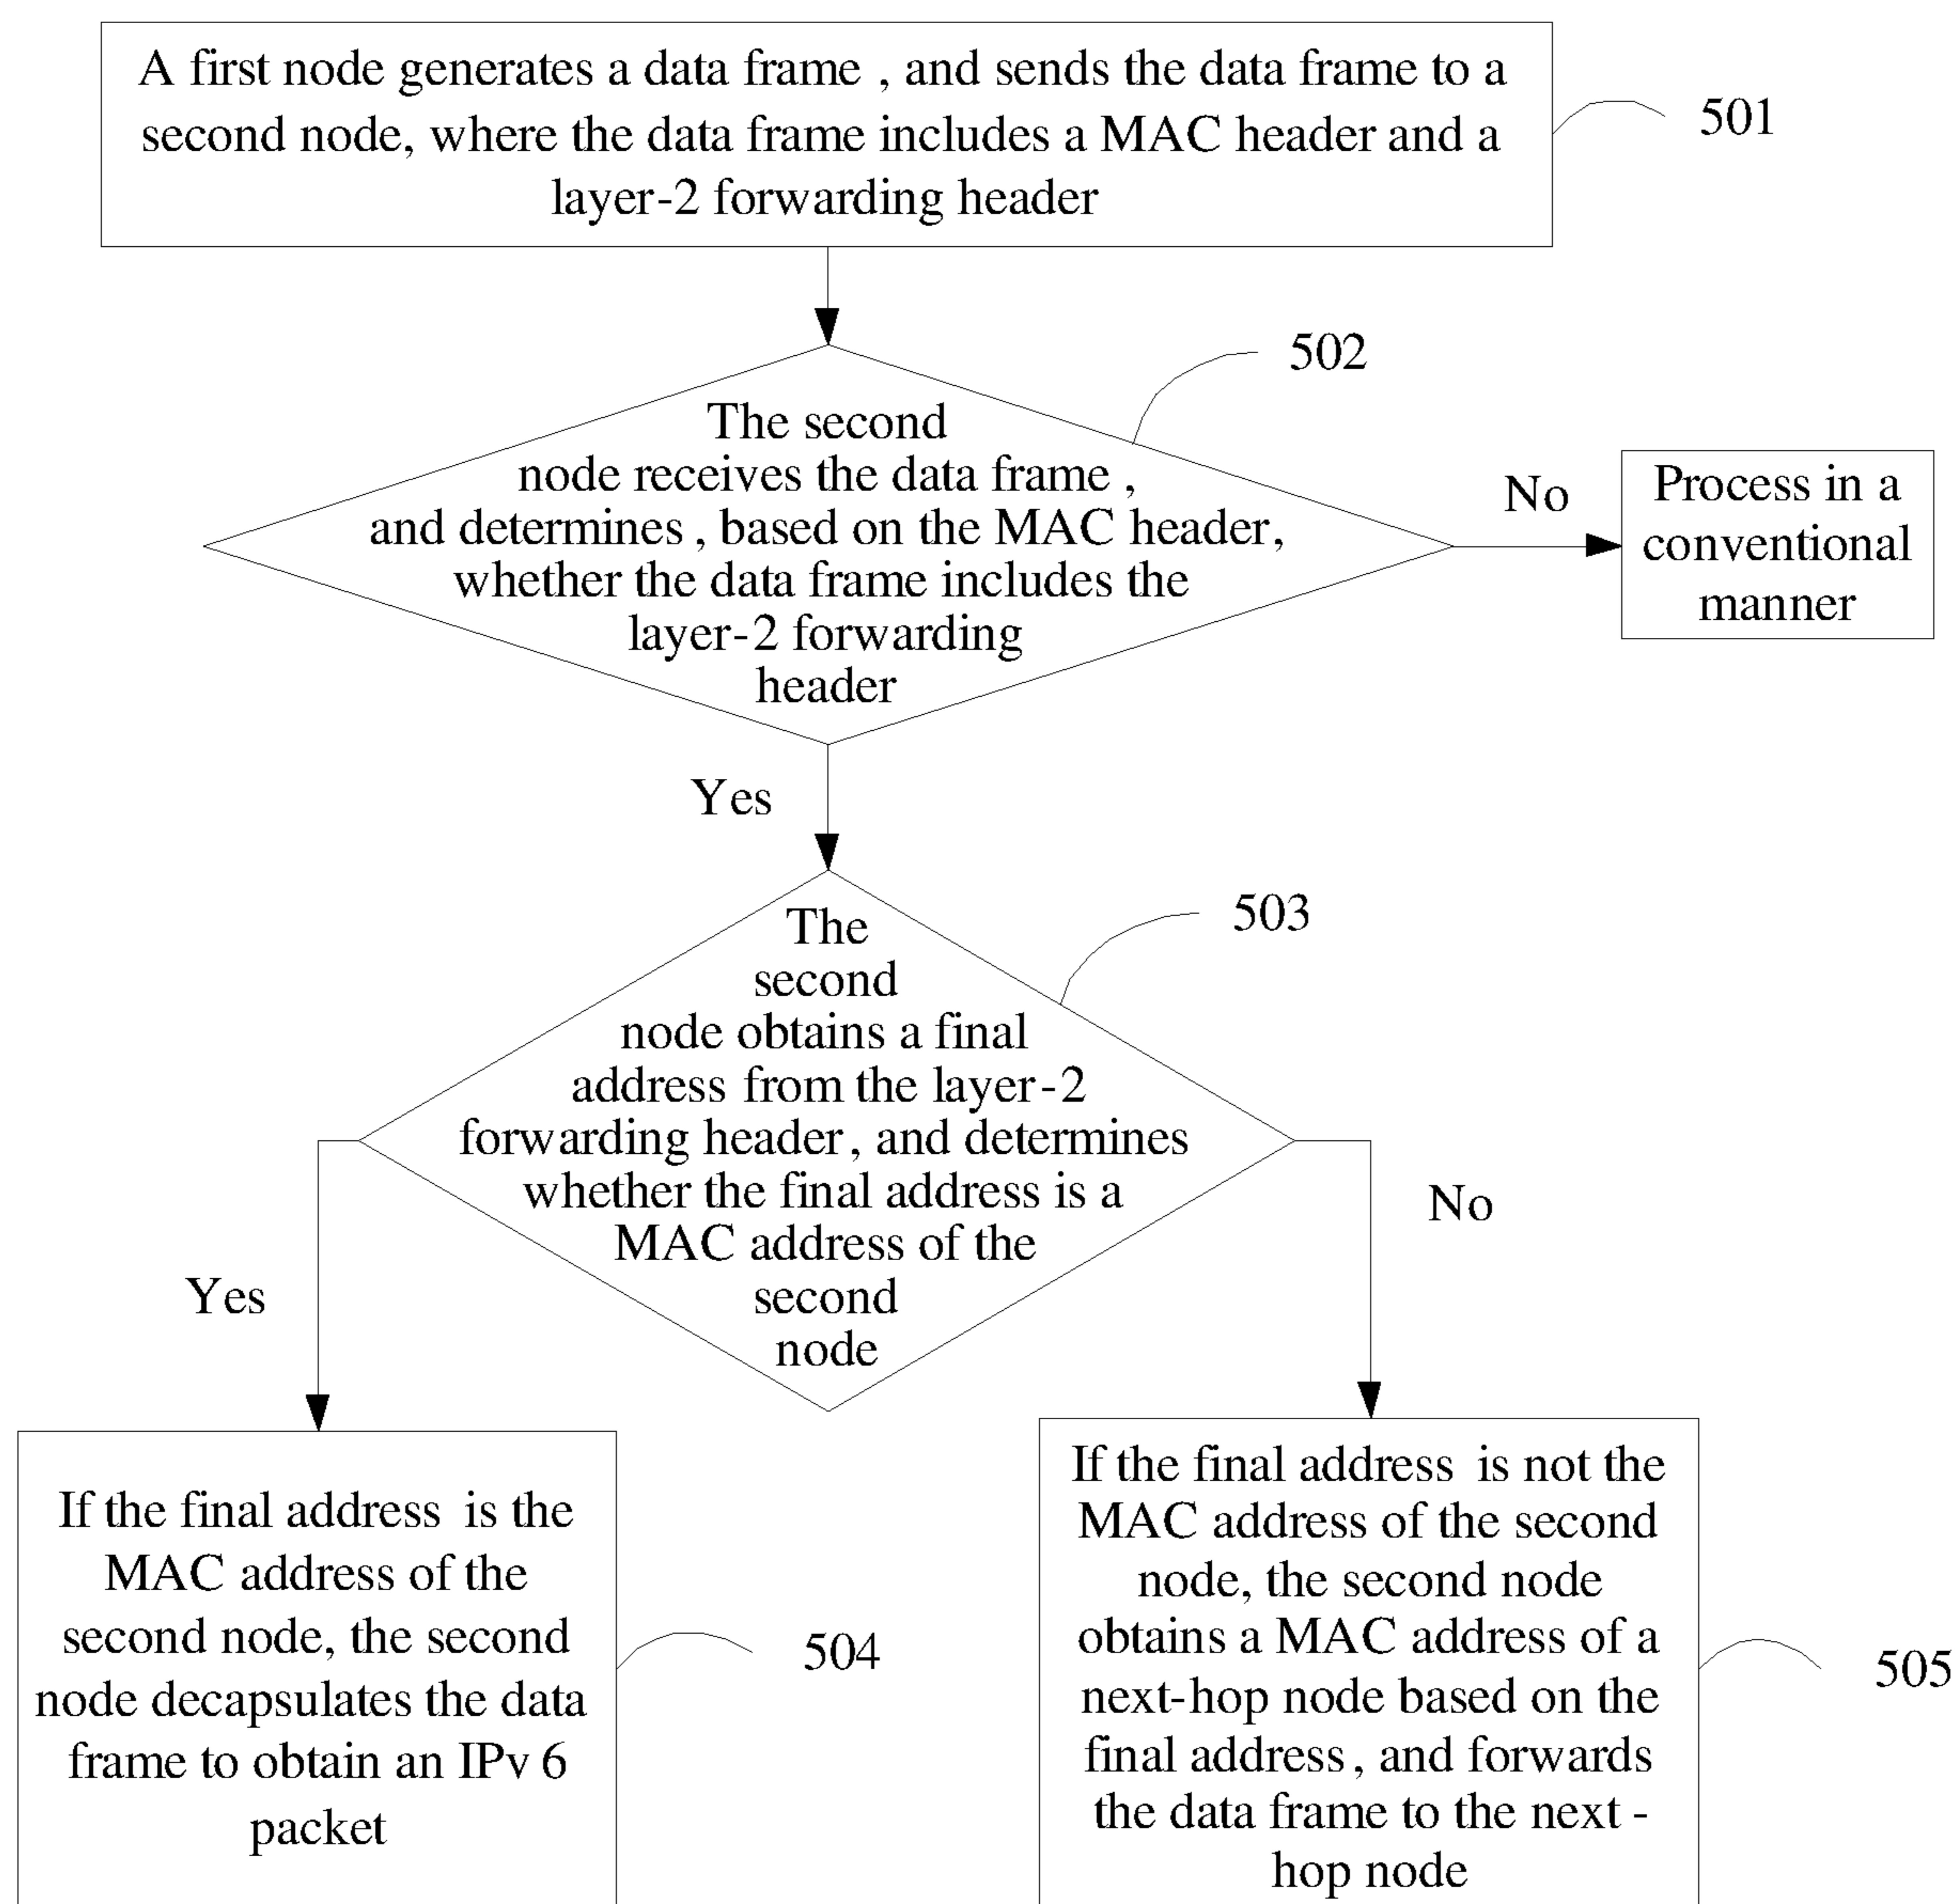 A first node generates a data frame , and sends the data frame to a
second node, where the data frame includes a MAC header and a
layer-2 forwarding header
501
502
The second
node receives the data frame ,
and determines , based on the MAC header,
whether the data frame includes the
layer-2 forwarding
header
No
Process in a
conventional
manner
Yes
503
The
second
node obtains a final
address from the layer-2
forwarding header, and determines
whether the final address is a
MAC address of the
second
node
Yes
No
If the final address is the
MAC address of the
second node, the second
node decapsulates the data
frame to obtain an IPv 6
packet
504
If the final address is not the
MAC address of the second
node, the second node
obtains a MAC address of a
next-hop node based on the
final address , and forwards
the data frame to the next -
hop node
505